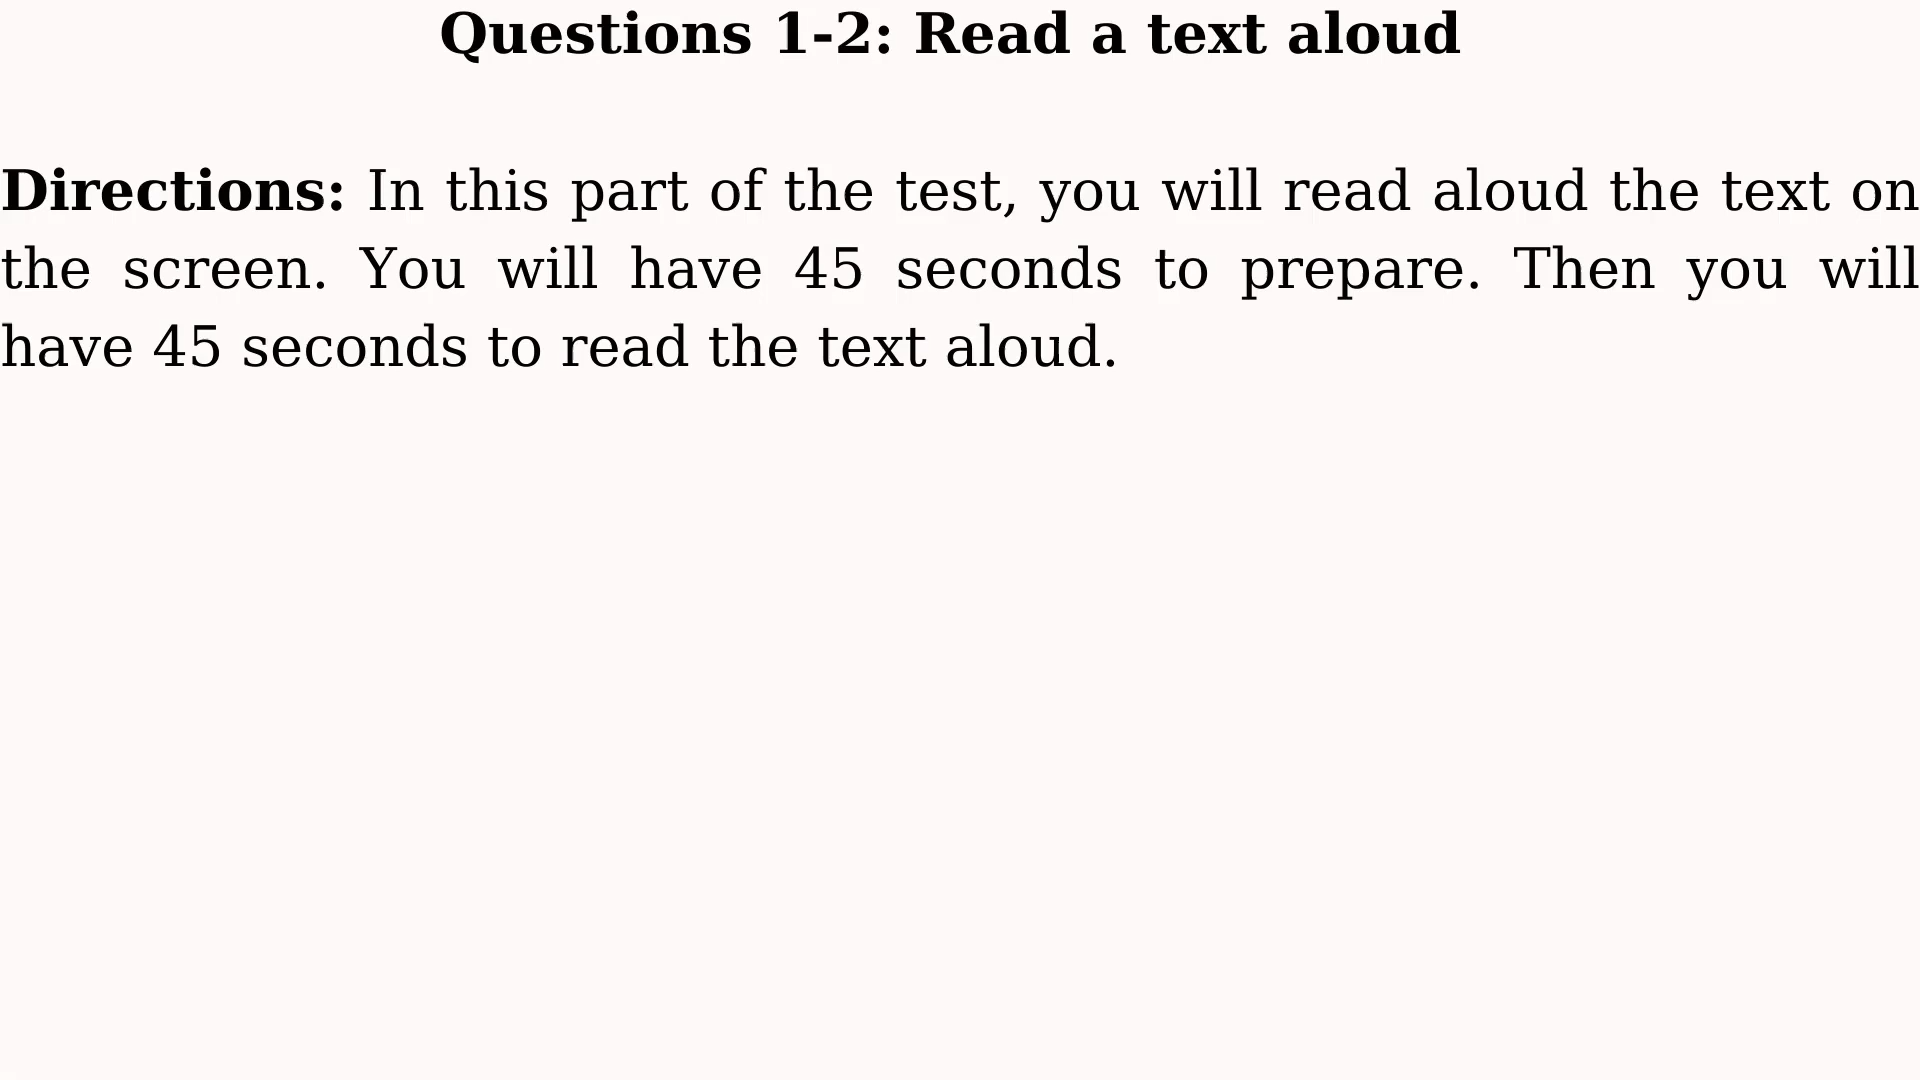 Questions 1-2: Read a text aloud
Directions: In this part of the test, you will read aloud the text on
the screen. You will have 45 seconds to prepare. Then you will
have 45 seconds to read the text aloud.